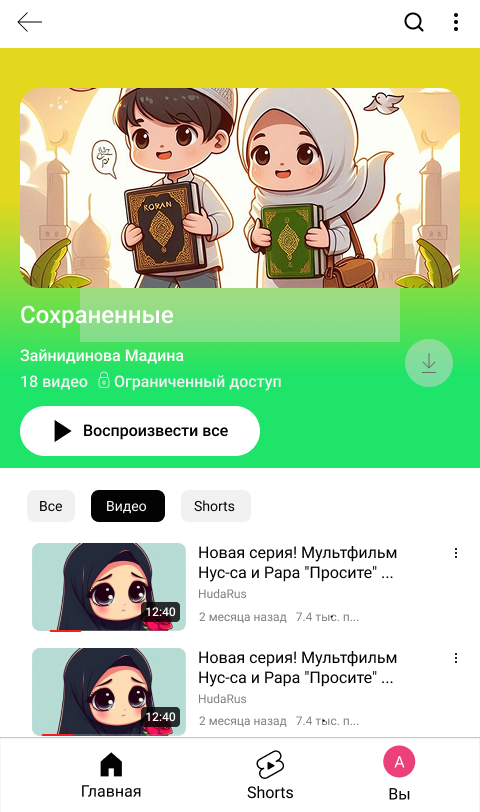 KORAN
Сохраненные
Зайнидинова Мадина
18 видео Ограниченный доступ
Воспроизвести все
Все Видео Shorts
Новая серия! Мультфильм
Нус-са и Рара "Просите" ...
HudaRus
2 месяца назад 7.4 тыс. п...
12:40
Новая серия! Мультфильм
Нус-са и Рара "Просите" ...
HudaRus
2 месяца назад 7.4 тыс. п...
12:40
А
Главная Shorts Вы